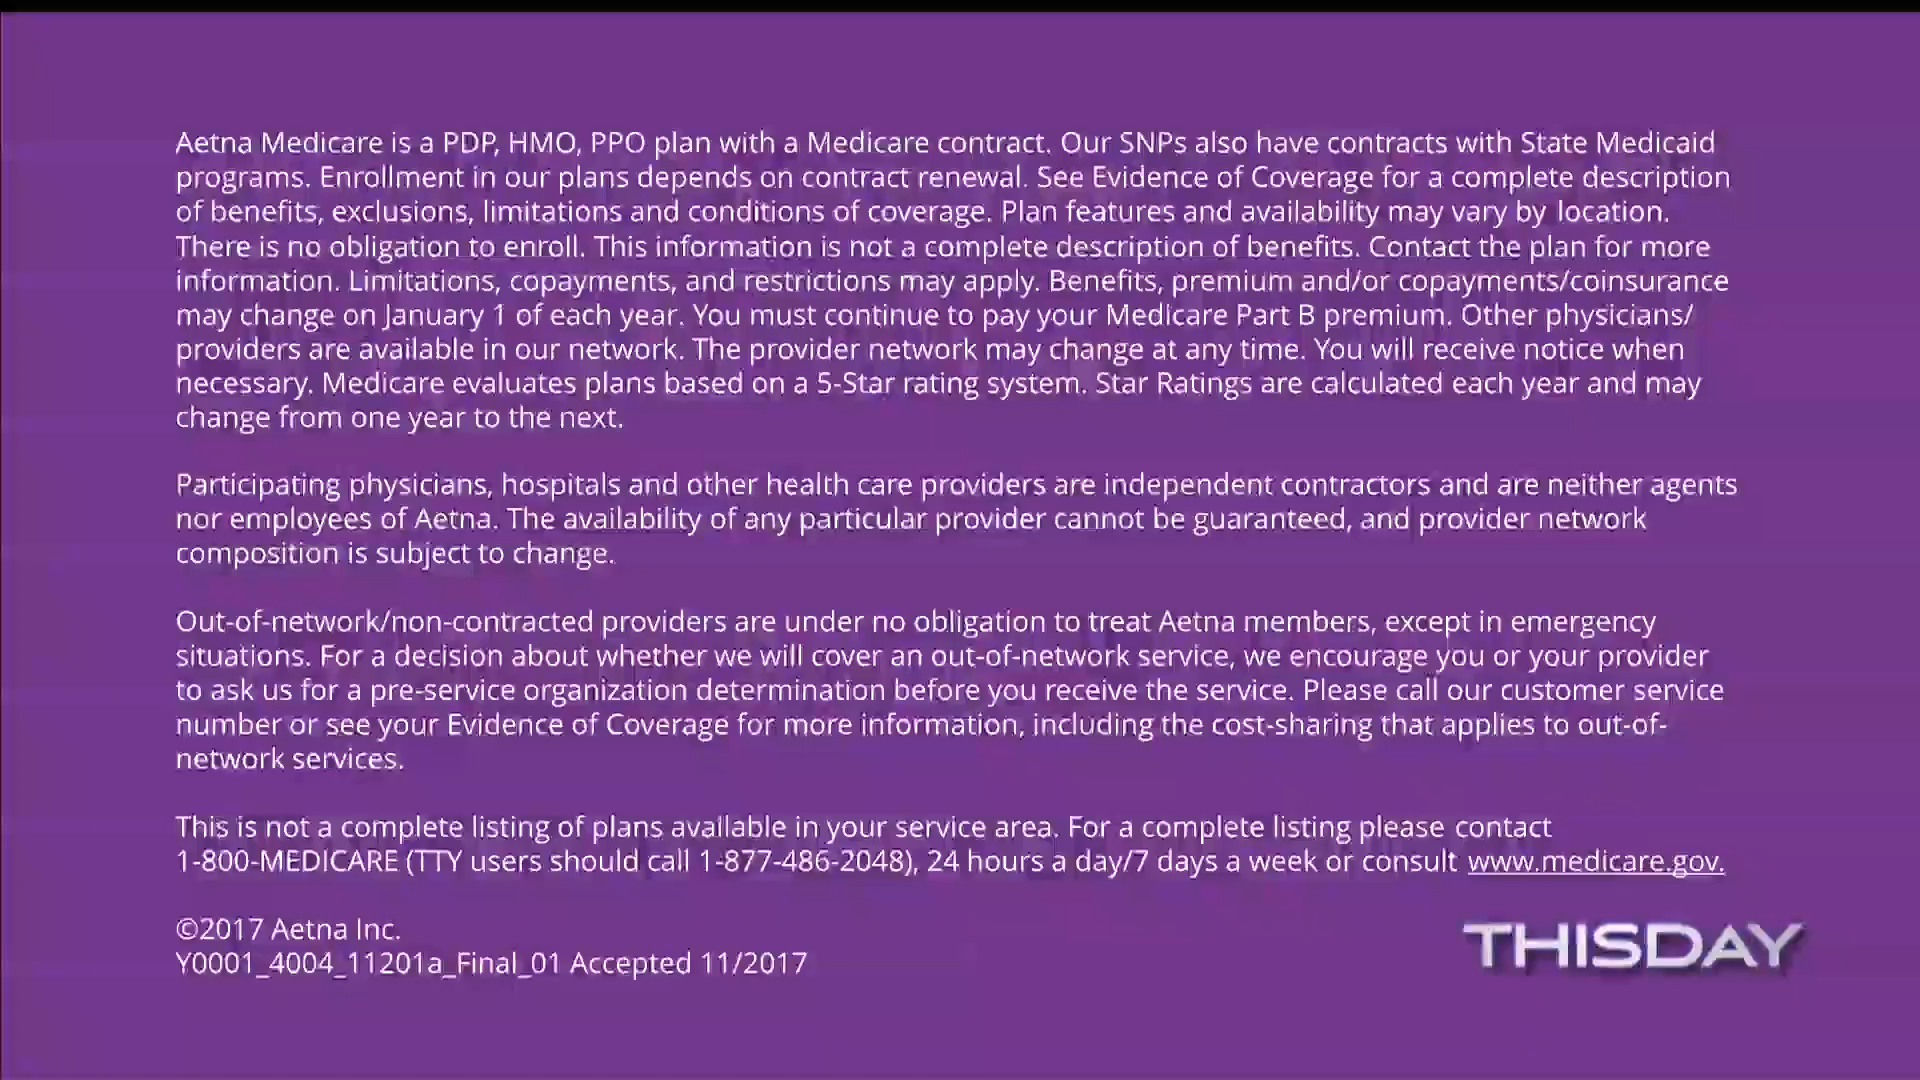 Aetna Medicare is a PDP, HMO, PPO plan with a Medicare contract. Our SNPs also have contracts with State Medicaid
programs. Enrollment in our plans depends on contract renewal. See Evidence of Coverage for a complete description
of benefits, exclusions, limitations and conditions of coverage. Plan features and availability may vary by location.
There is no obligation to enroll. This information is not a complete description of benefits. Contact the plan for more
information. Limitations, copayments, and restrictions may apply. Benefits, premium and/or copayments/coinsurance
may change on January 1 of each year. You must continue to pay your Medicare Part B premium. Other physicians/
providers are available in our network. The provider network may change at any time. You will receive notice when
necessary. Medicare evaluates plans based on a 5-Star rating system. Star Ratings are calculated each year and may
change from one year to the next.
Participating physicians, hospitals and other health care providers are independent contractors and are neither agents
nor employees of Aetna. The availability of any particular provider cannot be guaranteed, and provider network
composition is subject to change.
Out-of-network/non-contracted providers are under no obligation to treat Aetna members, except in emergency
situations. For a decision about whether we will cover an out-of-network service, we encourage you or your provider
to ask us for a pre-service organization determination before you receive the service. Please call our customer service
number or see your Evidence of Coverage for more information, including the cost-sharing that applies to out-of-
network services.
This is not a complete listing of plans available in your service area. For a complete listing please contact
1-800-MEDICARE (TTY users should call 1-877-486-2048), 24 hours a day/7 days a week or consult www.medicare.gov.
©2017 Aetna Inc.
Y0001_4004_11201a_Final_01 Accepted 11/2017
THISDAY